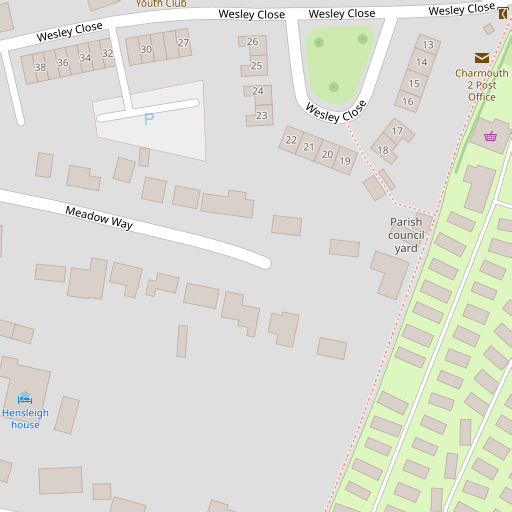 Youth Club
Wesley Close
Wesley Close
Wesley Close
Wesley Close
Wesley Close
38
36
34
32
30
27
26
25
24
23
13
14
15
16
17
18
22
21
20
19
Charmouth
2 Post
Office
P
Parish
council
yard
Meadow Way
Hensleigh
house